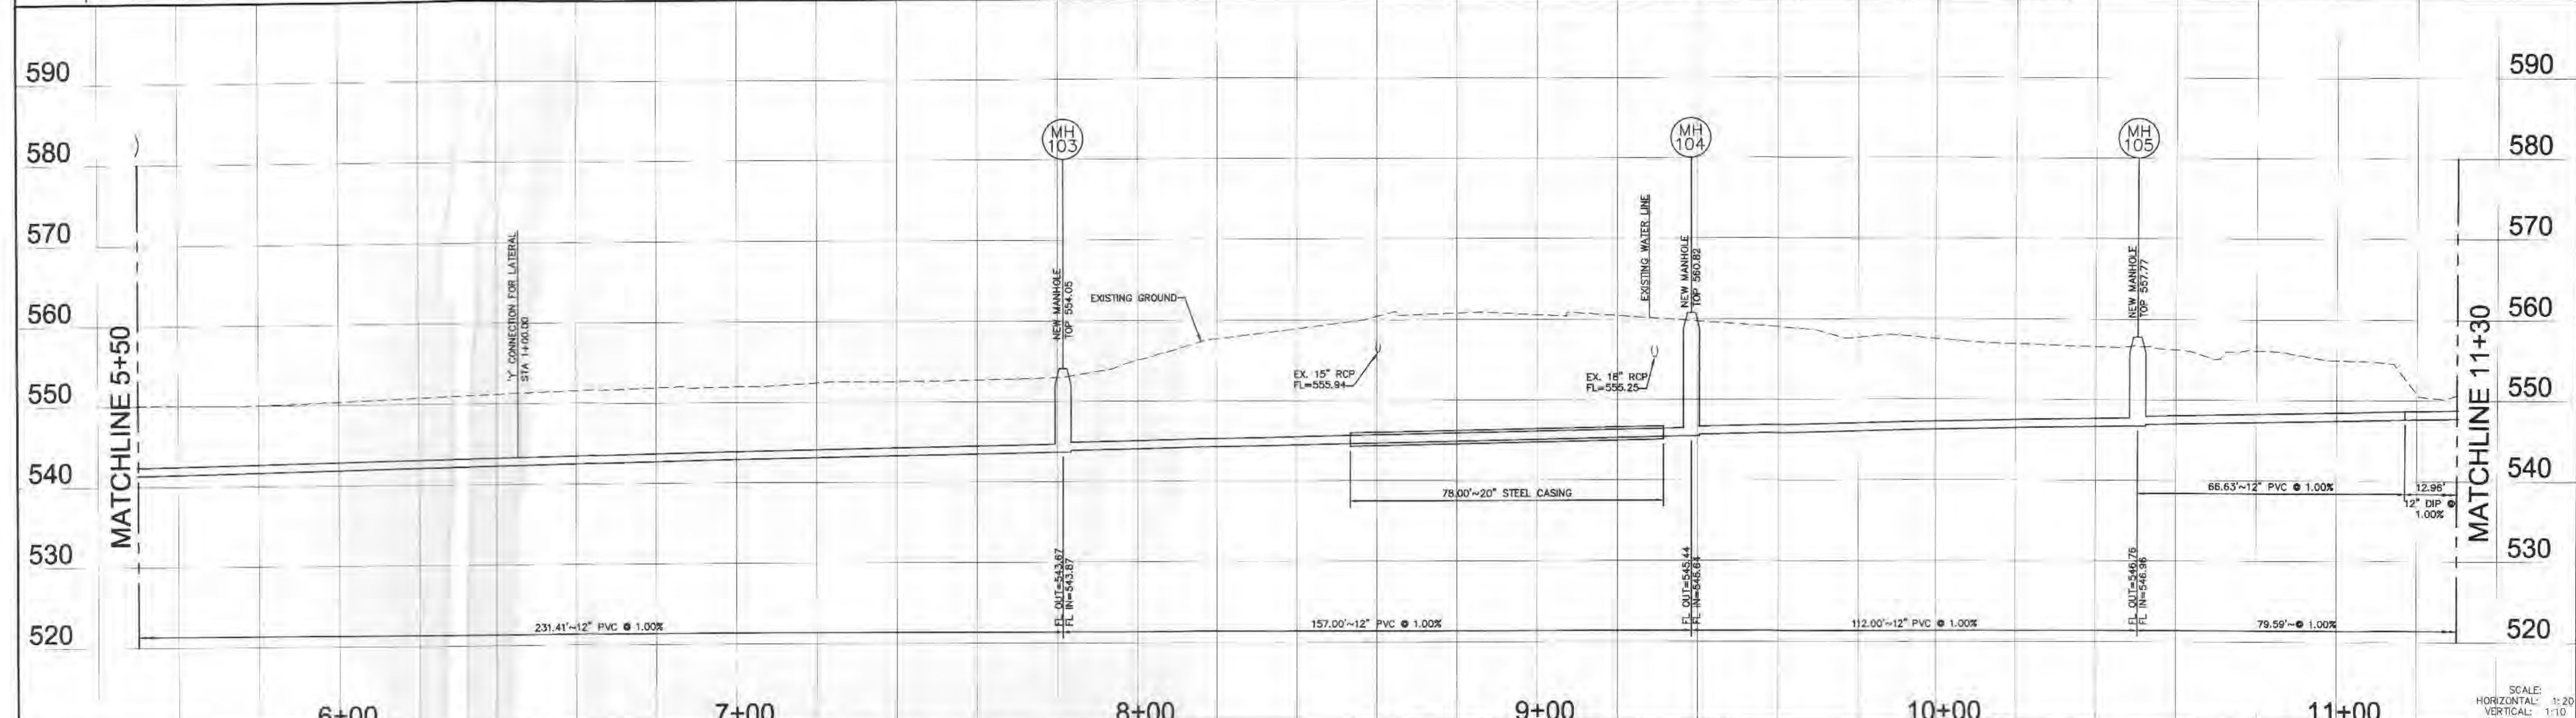 590
580
570
560
550
540
530
520
MATCHLINE 5+50
"Y" CONNECTION FOR LATERAL
STA 1+00.00
MH
103
NEW MANHOLE
TOP 554.05
EXISTING GROUND
EX. 15" RCP
FL=555.94
EXISTING WATER LINE
EX. 18" RCP
FL=555.25
MH
104
NEW MANHOLE
TOP 560.82
MH
105
NEW MANHOLE
TOP 557.77
78.00'~20" STEEL CASING
66.63'~12" PVC @ 1.00%
12.96'
12" DIP @
1.00%
FL OUT=543.67
FL IN=543.87
FL OUT=545.44
FL IN=545.64
FL OUT=546.76
FL IN=546.96
231.41'~12" PVC @ 1.00%
157.00'~12" PVC @ 1.00%
112.00'~12" PVC @ 1.00%
79.59'~@ 1.00%
MATCHLINE 11+30
590
580
570
560
550
540
530
520
6+00
7+00
8+00
9+00
10+00
11+00
SCALE:
HORIZONTAL: 1:20
VERTICAL: 1:10